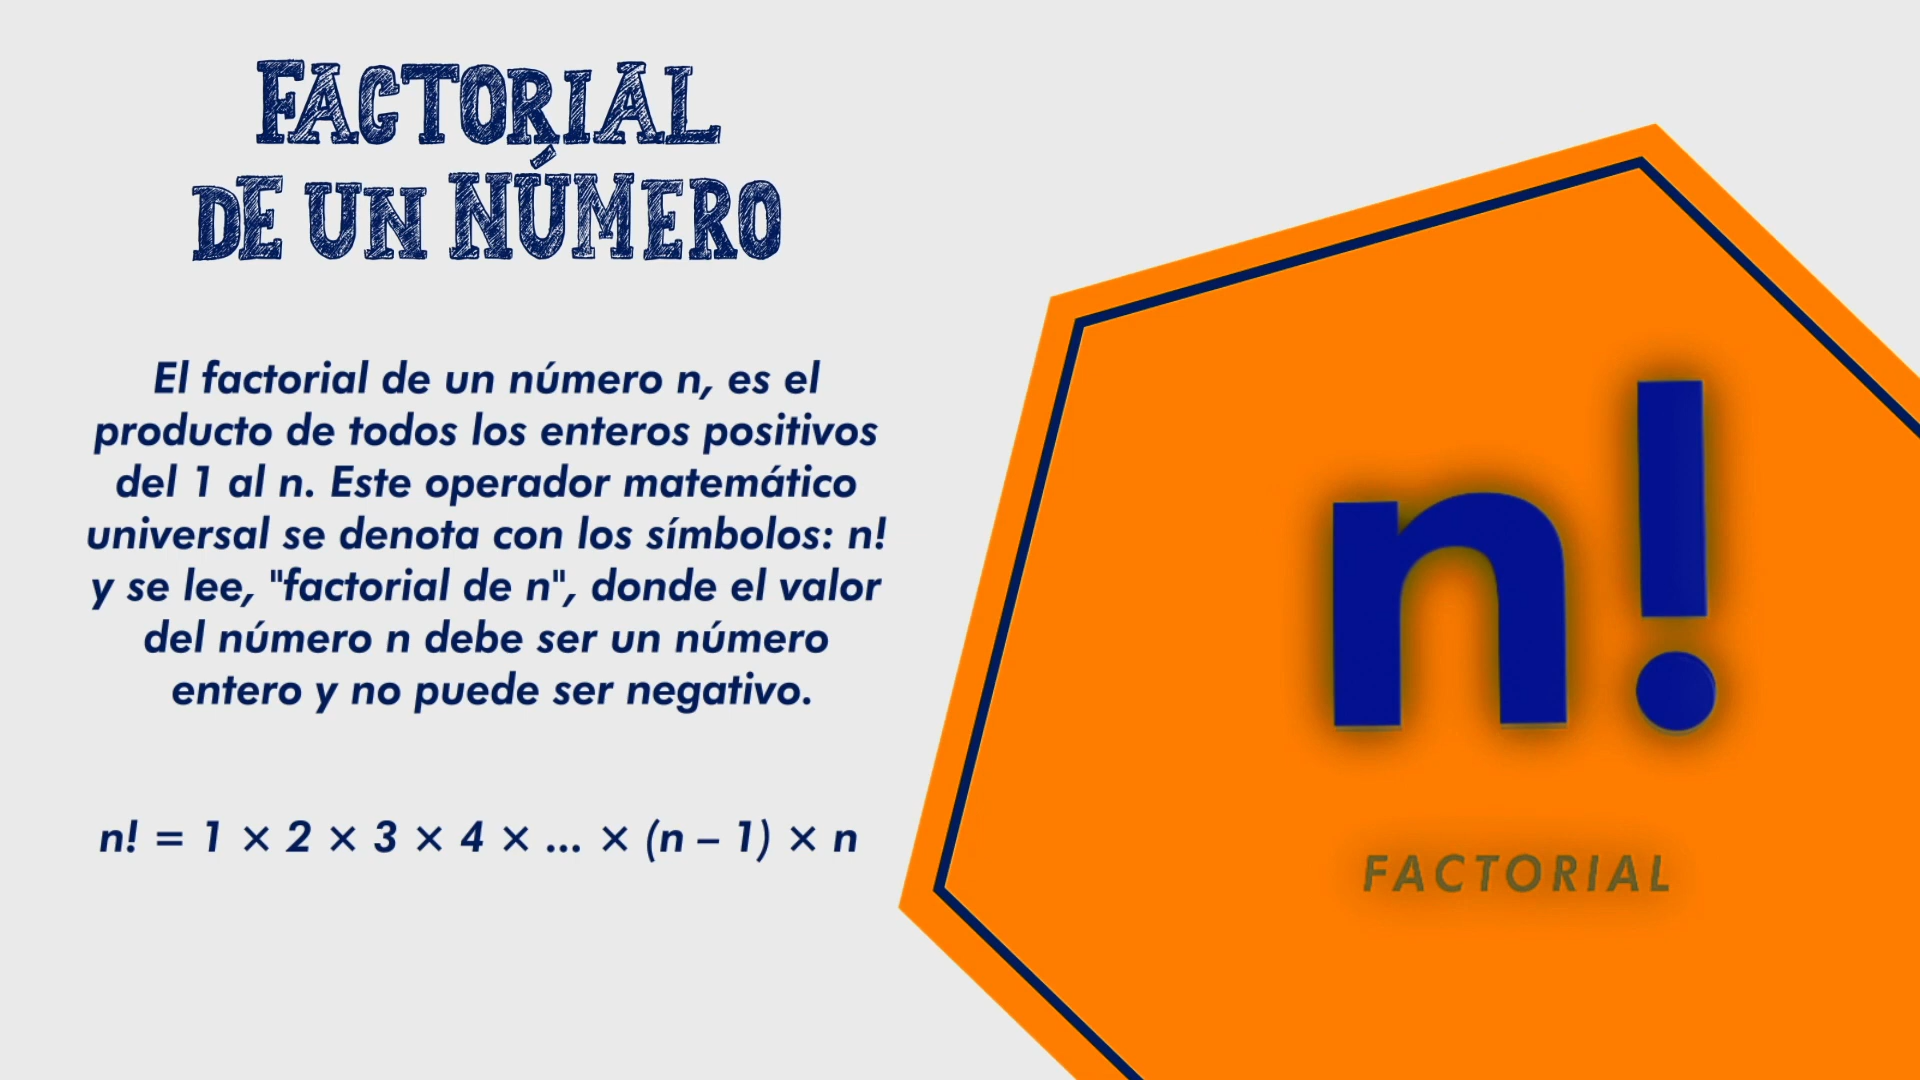 FACTORIAL
DE UN NÚMERO
El factorial de un número n, es el
producto de todos los enteros positivos
del 1 al n. Este operador matemático
universal se denota con los símbolos: n!
y se lee, "factorial de n", donde el valor
del número n debe ser un número
entero y no puede ser negativo.
n! = 1 × 2 × 3 × 4 × ... × (n – 1) × n
n!
FACTORIAL